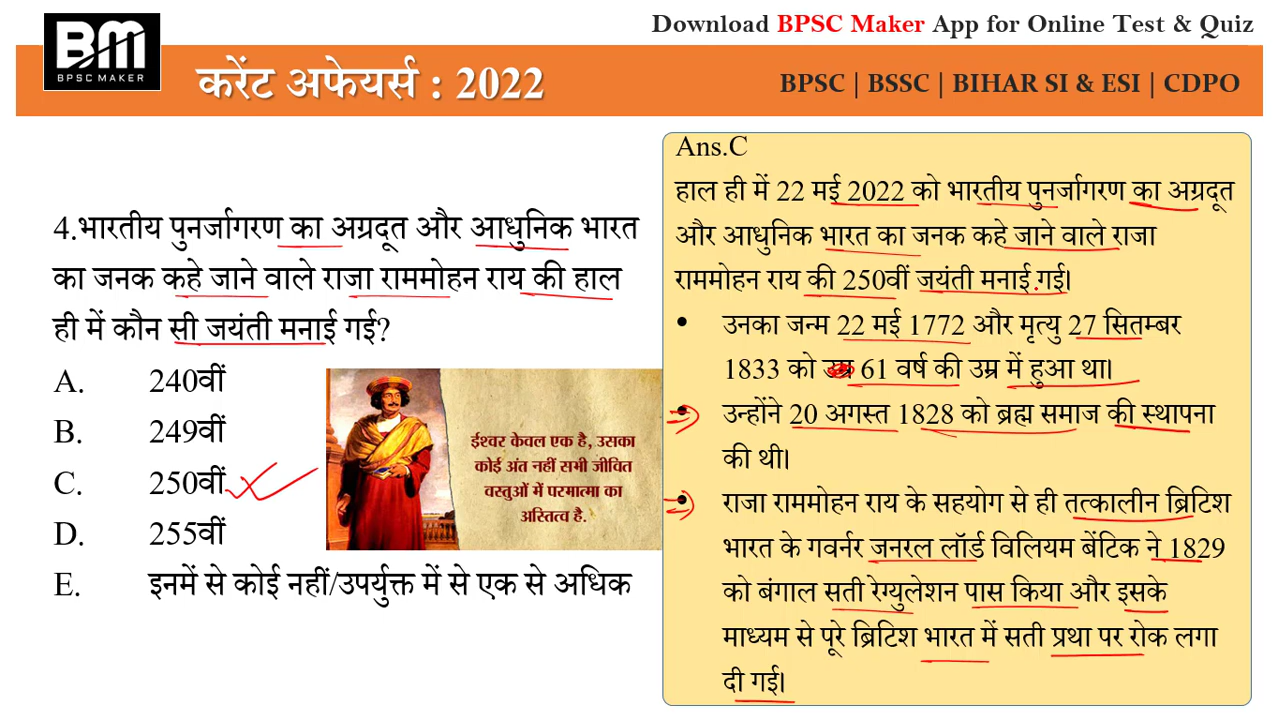 Download BPSC Maker App for Online Test & Quiz
BM
BPSC MAKER
करेंट अफेयर्स : 2022
BPSC | BSSC | BIHAR SI & ESI | CDPO
4.भारतीय पुनर्जागरण का अग्रदूत और आधुनिक भारत
का जनक कहे जाने वाले राजा राममोहन राय की हाल
ही में कौन सी जयंती मनाई गई?
A. 240वीं
B. 249वीं
C. 250वीं
D. 255वीं
E. इनमें से कोई नहीं/उपर्युक्त में से एक से अधिक
ईश्वर केवल एक है, उसका
कोई अंत नहीं सभी जीवित
वस्तुओं में परमात्मा का
अस्तित्व है.
Ans.C
हाल ही में 22 मई 2022 को भारतीय पुनर्जागरण का अग्रदूत
और आधुनिक भारत का जनक कहे जाने वाले राजा
राममोहन राय की 250वीं जयंती मनाई गई।
• उनका जन्म 22 मई 1772 और मृत्यु 27 सितम्बर
1833 को 61 वर्ष की उम्र में हुआ था।
• उन्होंने 20 अगस्त 1828 को ब्रह्म समाज की स्थापना
की थी।
• राजा राममोहन राय के सहयोग से ही तत्कालीन ब्रिटिश
भारत के गवर्नर जनरल लॉर्ड विलियम बेंटिक ने 1829
को बंगाल सती रेग्युलेशन पास किया और इसके
माध्यम से पूरे ब्रिटिश भारत में सती प्रथा पर रोक लगा
दी गई।